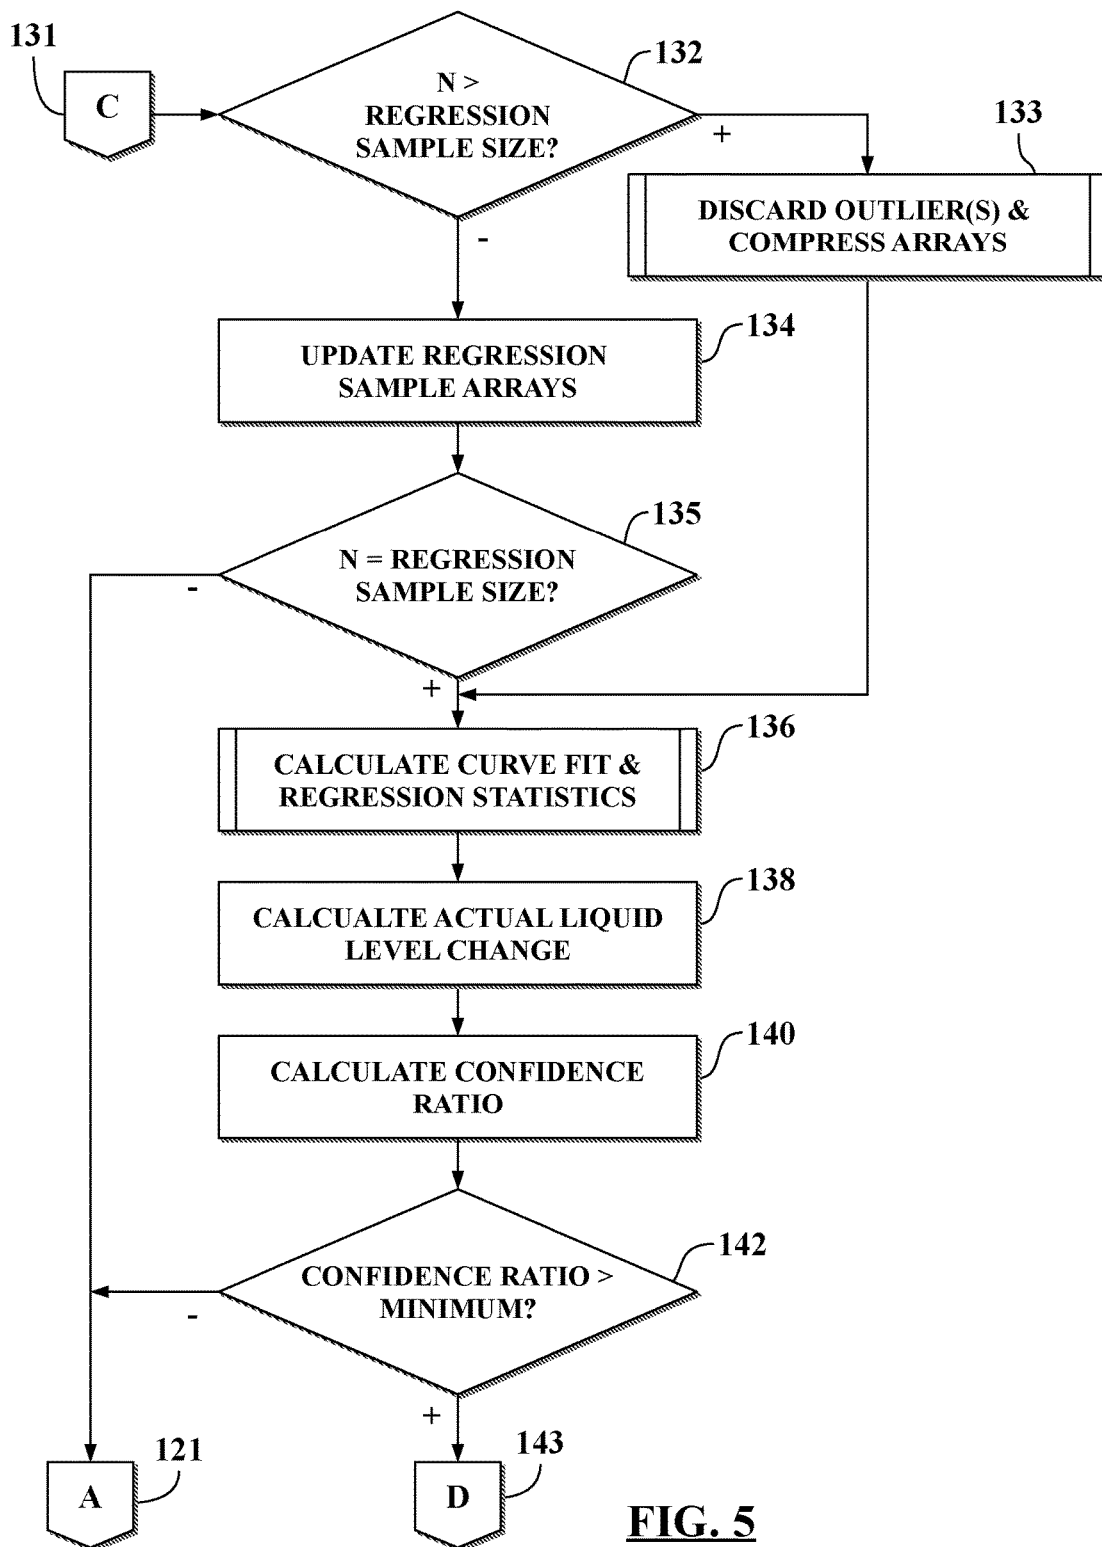 131
C
N >
REGRESSION
SAMPLE SIZE?
132
+
-
133
DISCARD OUTLIER(S) &
COMPRESS ARRAYS
UPDATE REGRESSION
SAMPLE ARRAYS
134
N = REGRESSION
SAMPLE SIZE?
135
-
+
CALCULATE CURVE FIT &
REGRESSION STATISTICS
136
CALCUALTE ACTUAL LIQUID
LEVEL CHANGE
138
CALCULATE CONFIDENCE
RATIO
140
CONFIDENCE RATIO >
MINIMUM?
142
-
+
A
121
D
143
FIG. 5